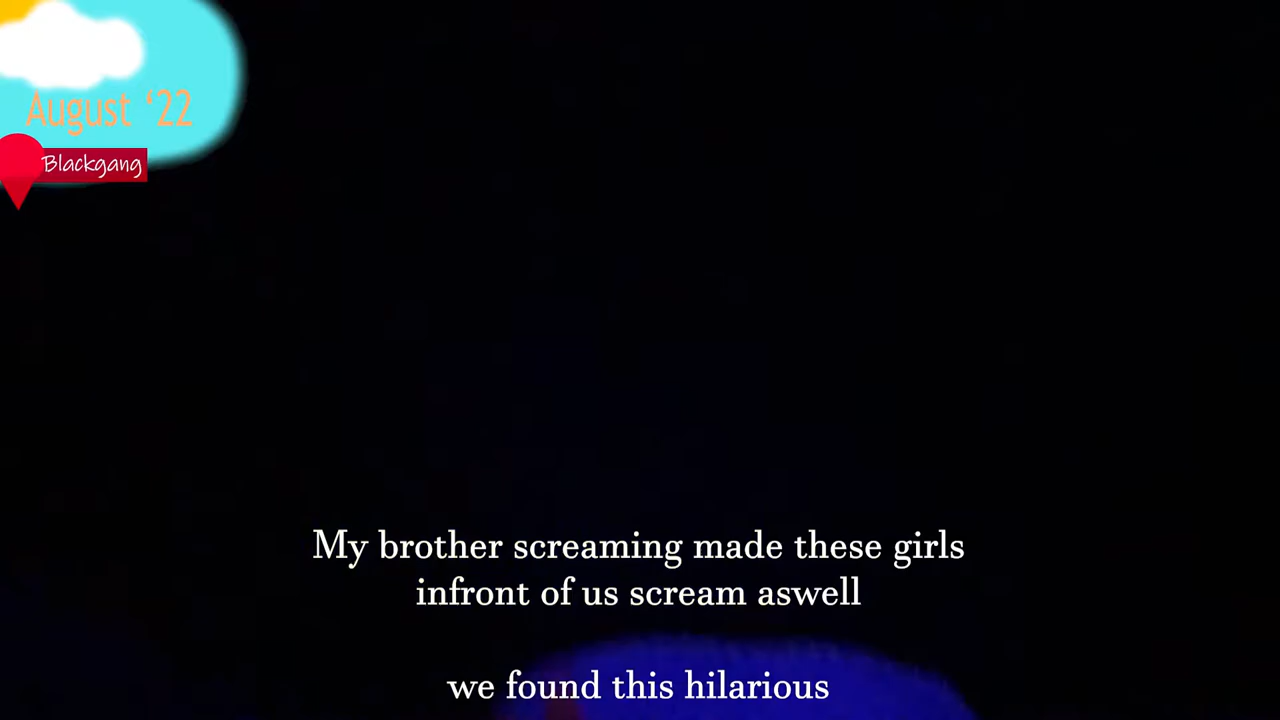 August ‘22
Blackgang
My brother screaming made these girls
infront of us scream aswell
we found this hilarious